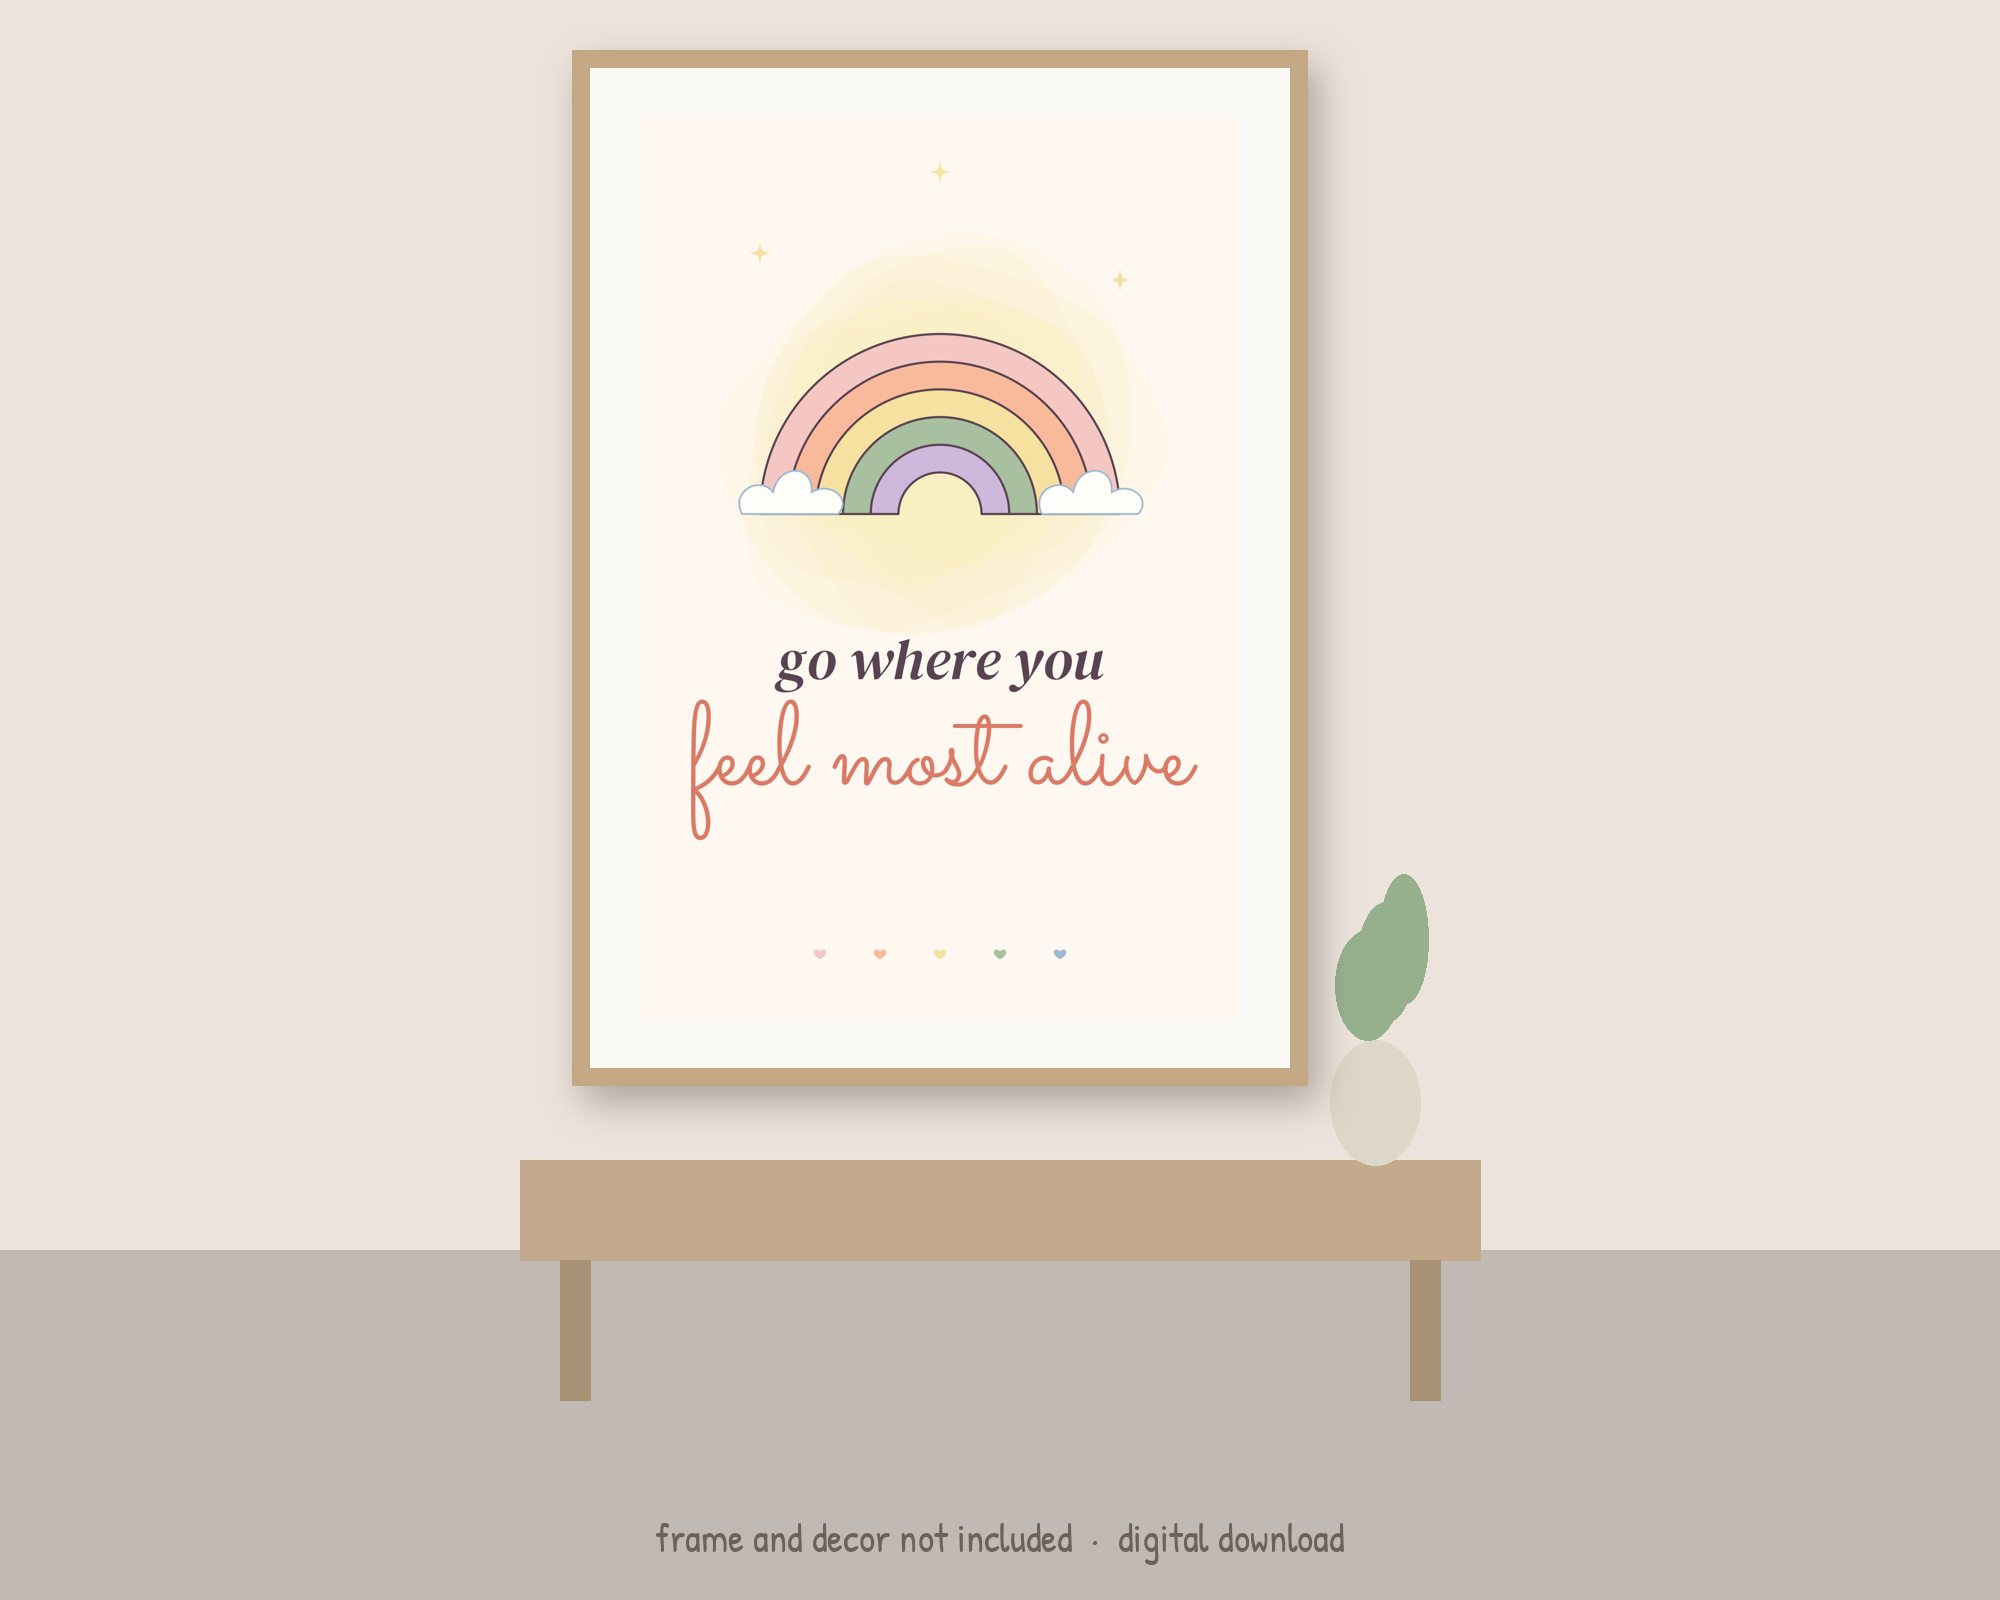 go where you
feel most alive
frame and decor not included · digital download